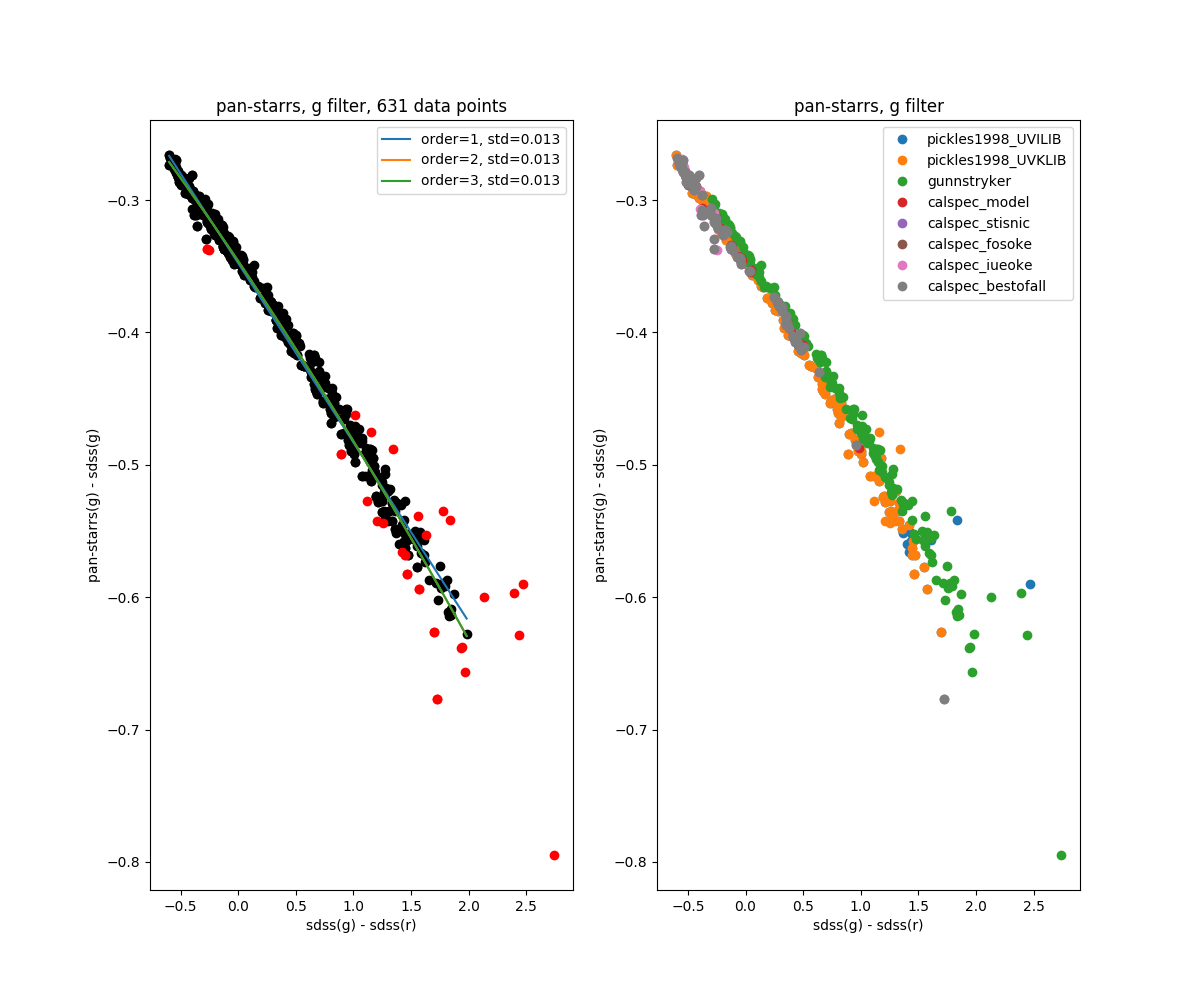 pan-starrs, g filter, 631 data points
order=1, std=0.013
order=2, std=0.013
order=3, std=0.013
−0.3
−0.4
−0.5
−0.6
−0.7
−0.8
pan-starrs(g) - sdss(g)
−0.5 0.0 0.5 1.0 1.5 2.0 2.5
sdss(g) - sdss(r)
pan-starrs, g filter
pickles1998_UVILIB
pickles1998_UVKLIB
gunnstryker
calspec_model
calspec_stisnic
calspec_fosoke
calspec_iueoke
calspec_bestofall
−0.3
−0.4
−0.5
−0.6
−0.7
−0.8
pan-starrs(g) - sdss(g)
−0.5 0.0 0.5 1.0 1.5 2.0 2.5
sdss(g) - sdss(r)